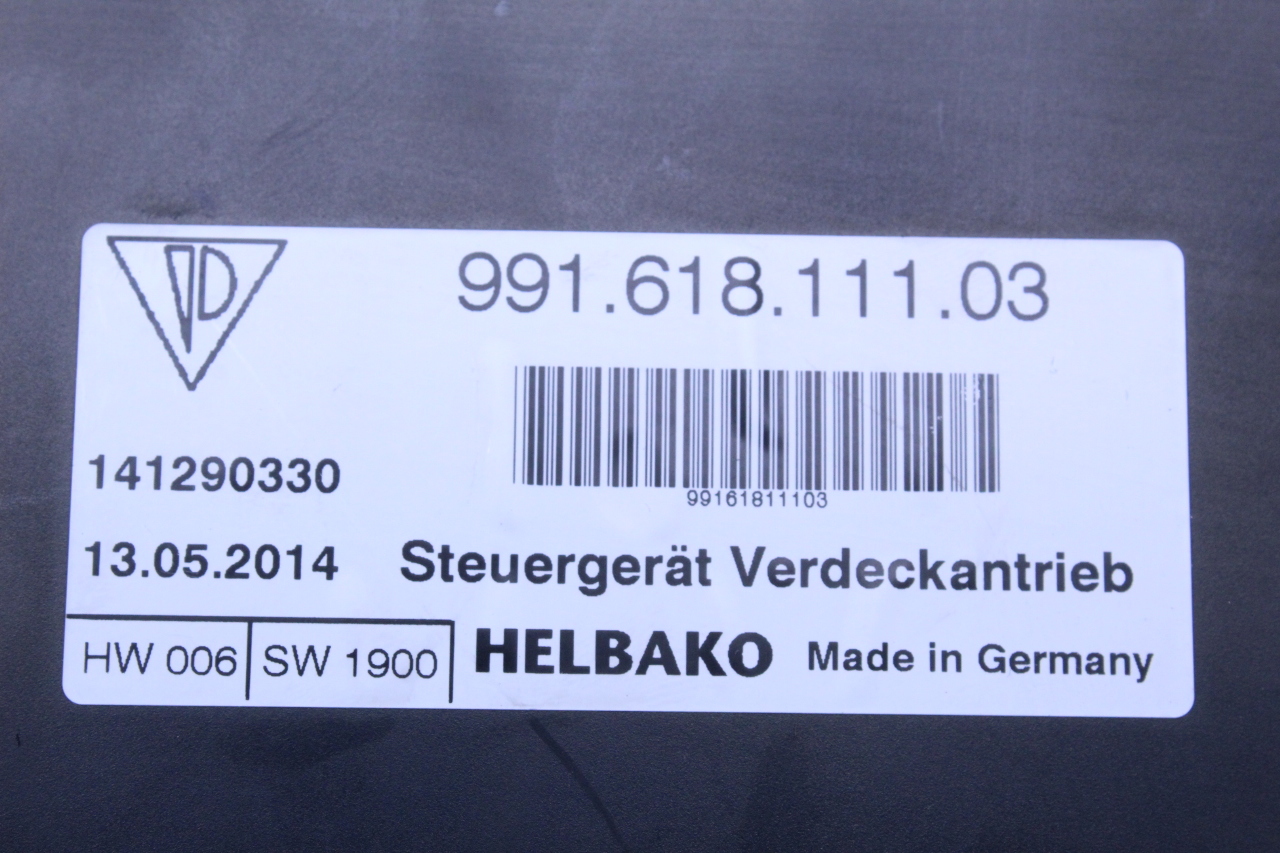 991.618.111.03
99161811103
141290330
13.05.2014 Steuergerät Verdeckantrieb
HW 006 SW 1900 HELBAKO Made in Germany